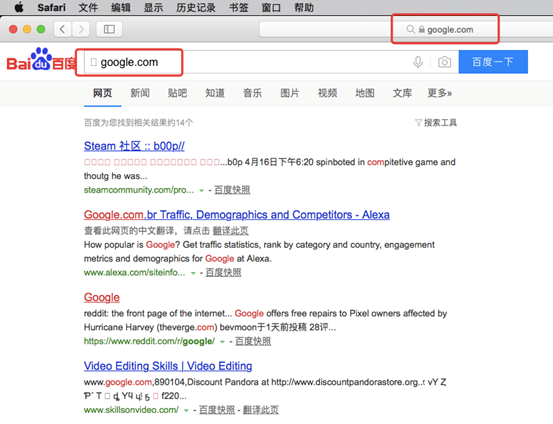 Safari 文件 编辑 显示 历史记录 书签 窗口 帮助
google.com
Bai du 百度 google.com 百度一下
网页 新闻 贴吧 知道 音乐 图片 视频 地图 文库 更多»
百度为您找到相关结果约14个 搜索工具
Steam 社区 :: b00p//
...b0p 4月16日下午6:20 spinboted in compitetive game and
thoutg he was...
steamcommunity.com/pro... - 百度快照
Google.com.br Traffic, Demographics and Competitors - Alexa
查看此网页的中文翻译，请点击 翻译此页
How popular is Google? Get traffic statistics, rank by category and country, engagement
metrics and demographics for Google at Alexa.
www.alexa.com/siteinfo... - 百度快照
Google
reddit: the front page of the internet... Google offers free repairs to Pixel owners affected by
Hurricane Harvey (theverge.com) bevmoon于1天前投稿 28评...
https://www.reddit.com/r/google/ - 百度快照
Video Editing Skills | Video Editing
www.google.com,890104,Discount Pandora at http://www.discountpandorastore.org..
f220...
www.skillsonvideo.com/ - 百度快照 - 翻译此页